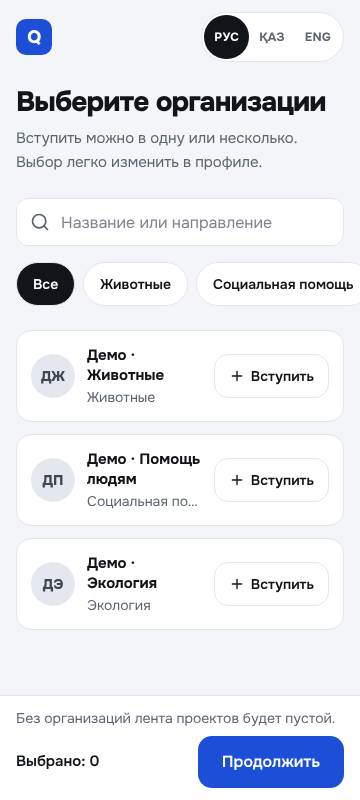 Q
РУС ҚАЗ ENG
Выберите организации
Вступить можно в одну или несколько.
Выбор легко изменить в профиле.
Название или направление
Все Животные Социальная помощь
ДЖ
Демо ·
Животные
Животные
+ Вступить
ДП
Демо · Помощь
людям
Социальная по...
+ Вступить
ДЭ
Демо ·
Экология
Экология
+ Вступить
Без организаций лента проектов будет пустой.
Выбрано: 0
Продолжить